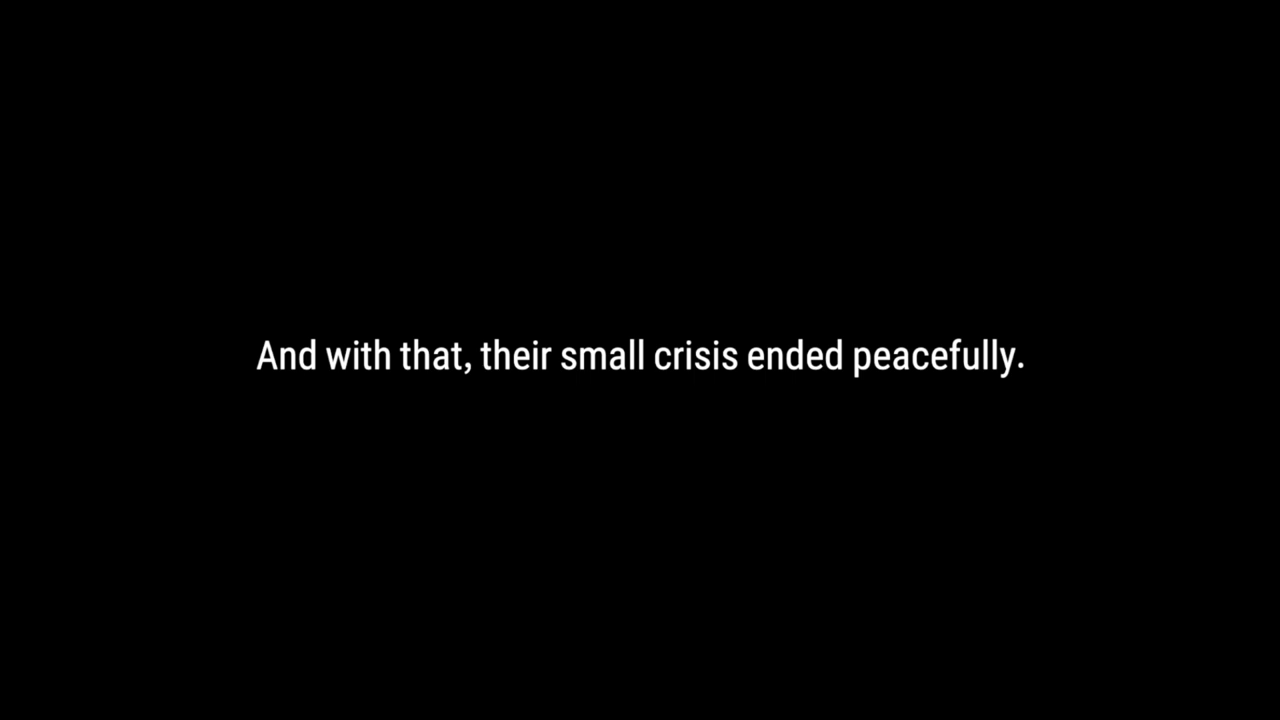 And with that, their small crisis ended peacefully.